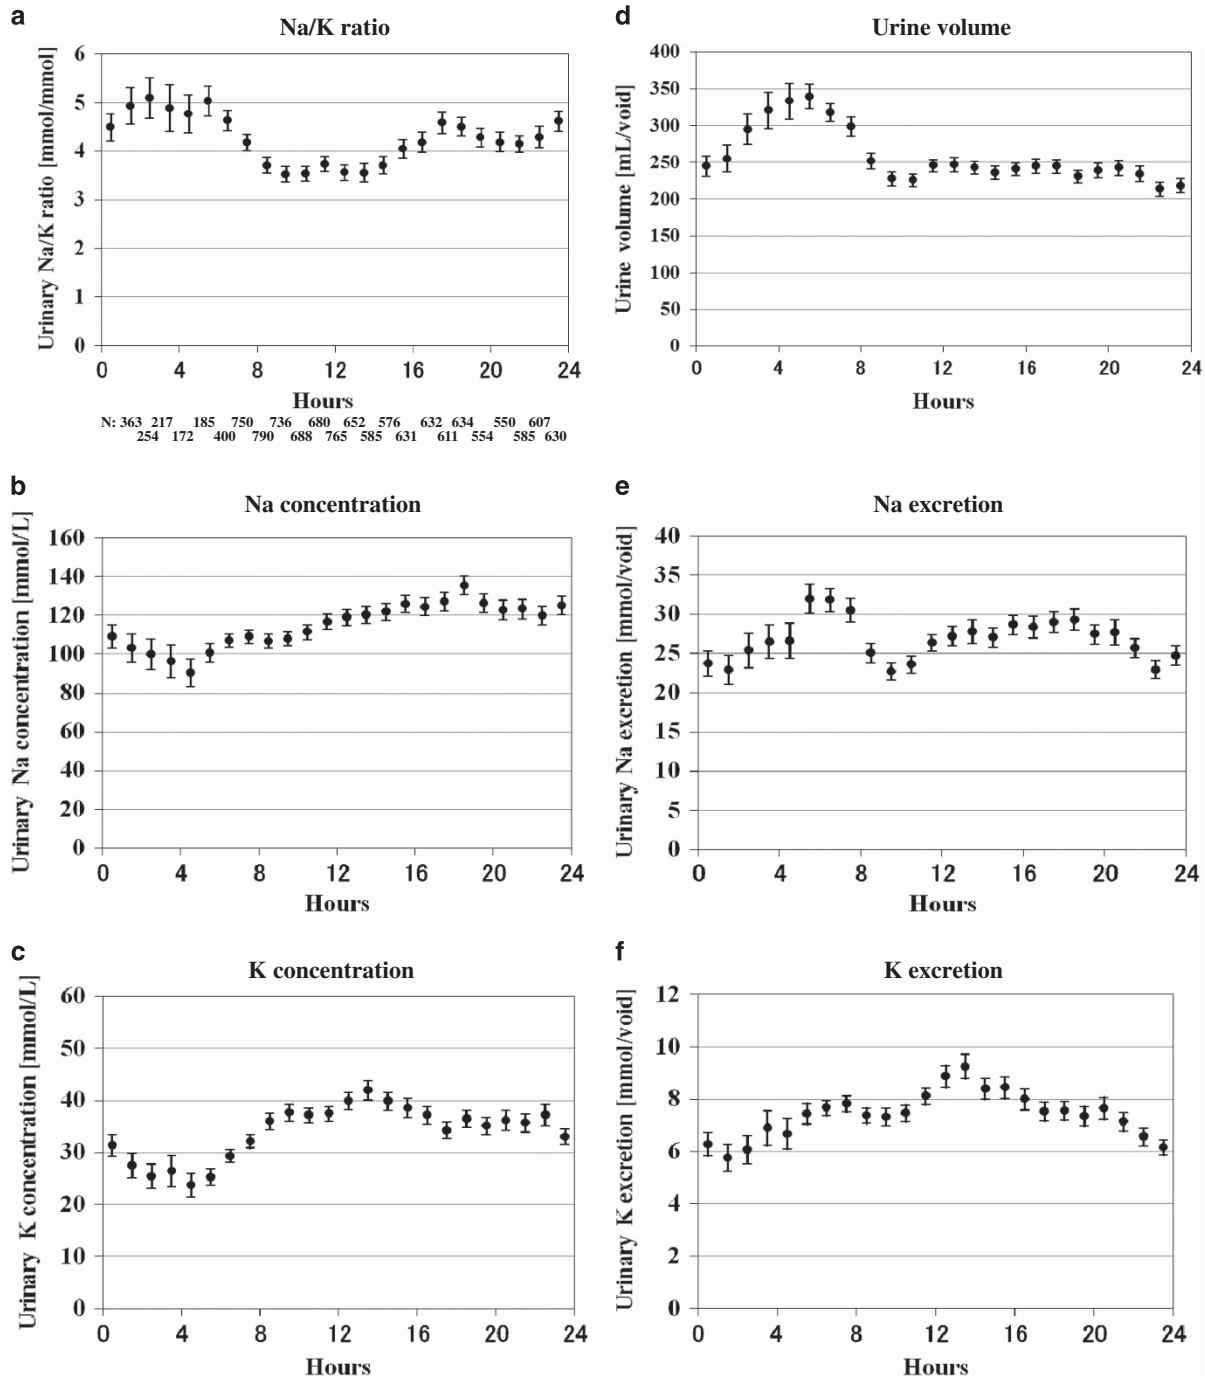 a
Na/K ratio
Urinary Na/K ratio [mmol/mmol]
6
5
4
3
2
1
0
0 4 8 12 16 20 24
Hours
N: 363 217 185 750 736 680 652 576 632 634 550 607
254 172 400 790 688 765 585 631 611 554 585 630
b
Na concentration
Urinary Na concentration [mmol/L]
160
140
120
100
80
60
40
20
0
0 4 8 12 16 20 24
Hours
c
K concentration
Urinary K concentration [mmol/L]
60
50
40
30
20
10
0
0 4 8 12 16 20 24
Hours
d
Urine volume
Urine volume [mL/void]
400
350
300
250
200
150
100
50
0
0 4 8 12 16 20 24
Hours
e
Na excretion
Urinary Na excretion [mmol/void]
40
35
30
25
20
15
10
5
0
0 4 8 12 16 20 24
Hours
f
K excretion
Urinary K excretion [mmol/void]
12
10
8
6
4
2
0
0 4 8 12 16 20 24
Hours